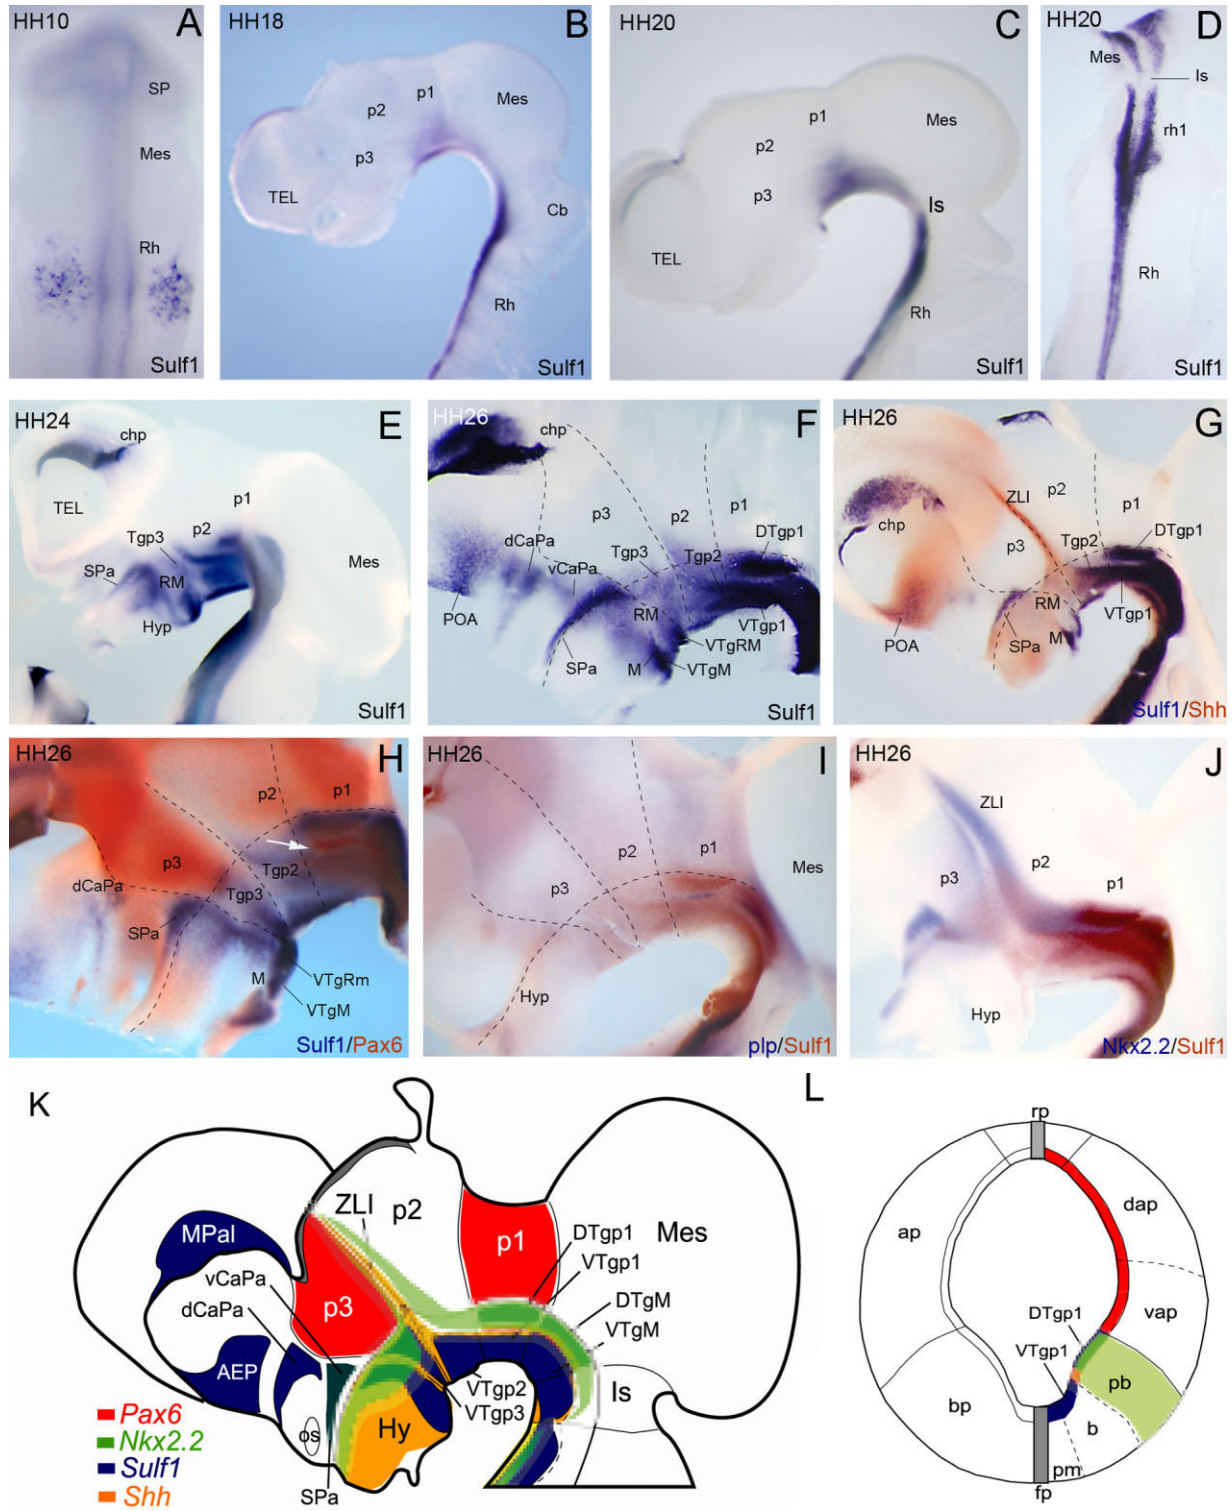 HH10
A
SP
Mes
Rh
Sulf1
HH18
B
p1
p2
p3
Mes
TEL
Cb
Rh
Sulf1
HH20
C
p1
p2
p3
Mes
Is
TEL
Rh
Sulf1
HH20
D
Mes
Is
rh1
Rh
Sulf1
HH24
E
chp
TEL
p1
p2
Tgp3
SPa
RM
Mes
Hyp
Sulf1
HH26
F
chp
p3
p2
p1
dCaPa
Tgp3
Tgp2
DTgp1
vCaPa
POA
RM
VTgp1
SPa
VTgRM
M
VTgM
Sulf1
HH26
G
ZLI
p2
p1
chp
p3
Tgp2
DTgp1
RM
VTgp1
M
POA
SPa
Sulf1/Shh
HH26
H
p2
p1
p3
dCaPa
Tgp2
Tgp3
SPa
M
VTgRm
VTgM
Sulf1/Pax6
HH26
I
p2
p1
p3
Mes
Hyp
plp/Sulf1
HH26
J
ZLI
p3
p2
p1
Hyp
Nkx2.2/Sulf1
K
ZLI
p2
MPal
p1
Mes
DTgp1
VTgp1
vCaPa
p3
dCaPa
DTgM
VTgM
AEP
VTgp2
VTgp3
Is
Hy
os
SPa
Pax6
Nkx2.2
Sulf1
Shh
L
rp
ap
dap
vap
DTgp1
VTgp1
pb
bp
b
pm
fp